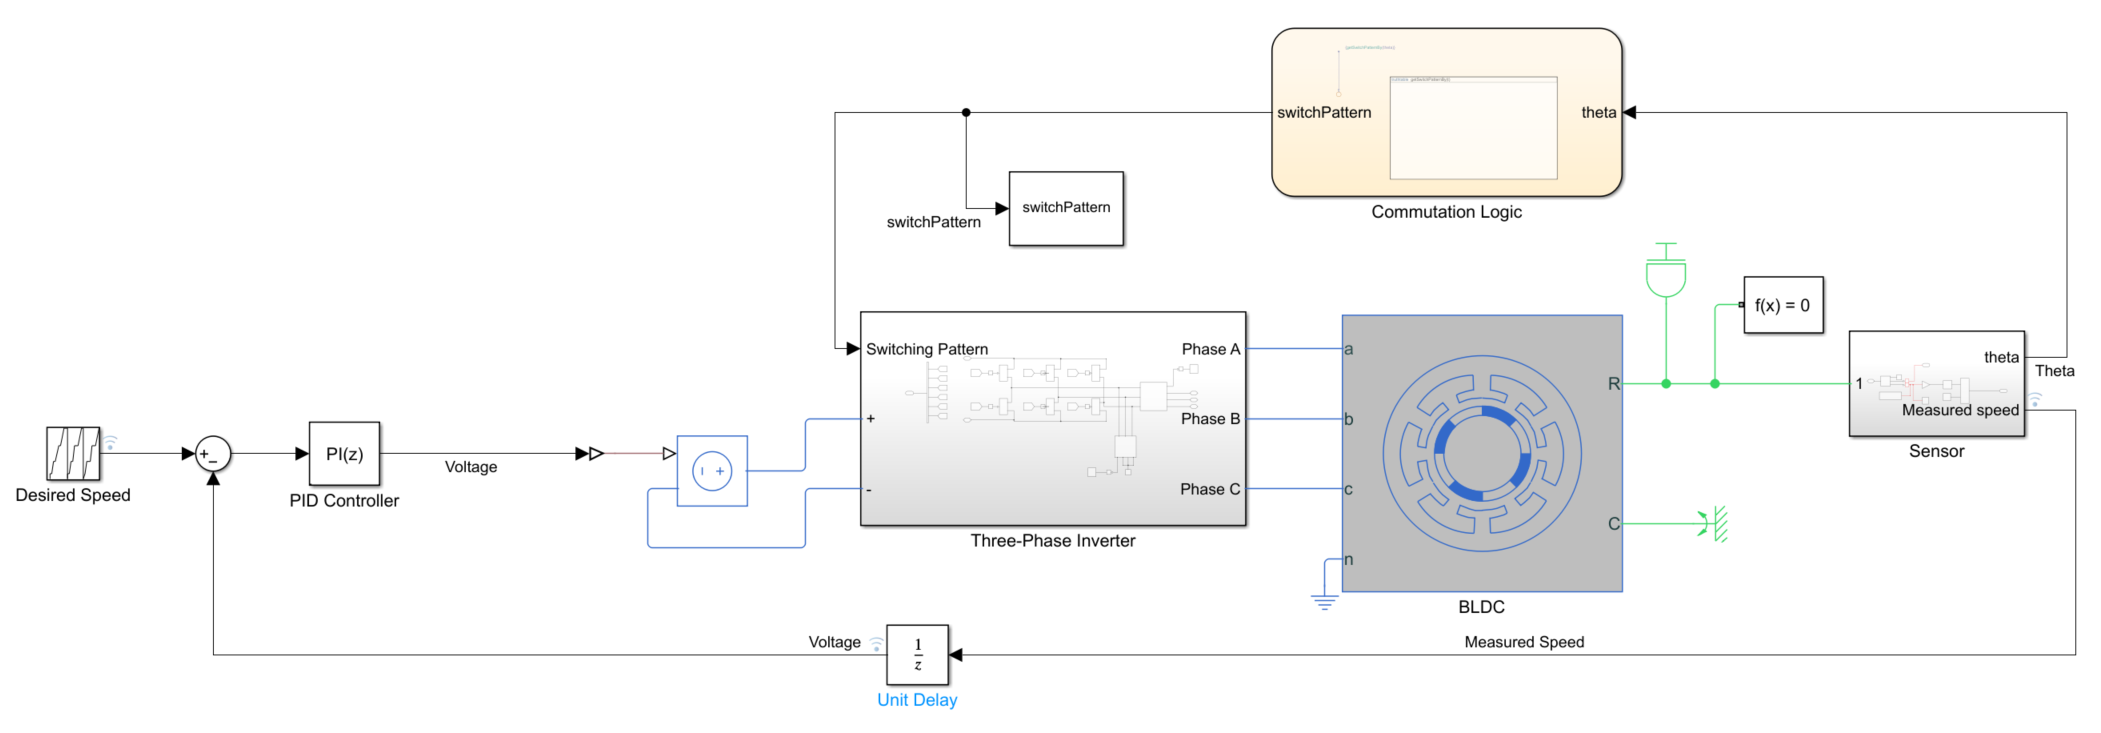 switchPattern
theta
Commutation Logic
switchPattern
switchPattern
f(x) = 0
Switching Pattern
Phase A
a
theta
Theta
R
1
+
Phase B
b
Measured speed
Sensor
+
−
PI(z)
Voltage
Desired Speed
PID Controller
-
Phase C
c
C
Three-Phase Inverter
n
BLDC
Voltage
1
z
Measured Speed
Unit Delay